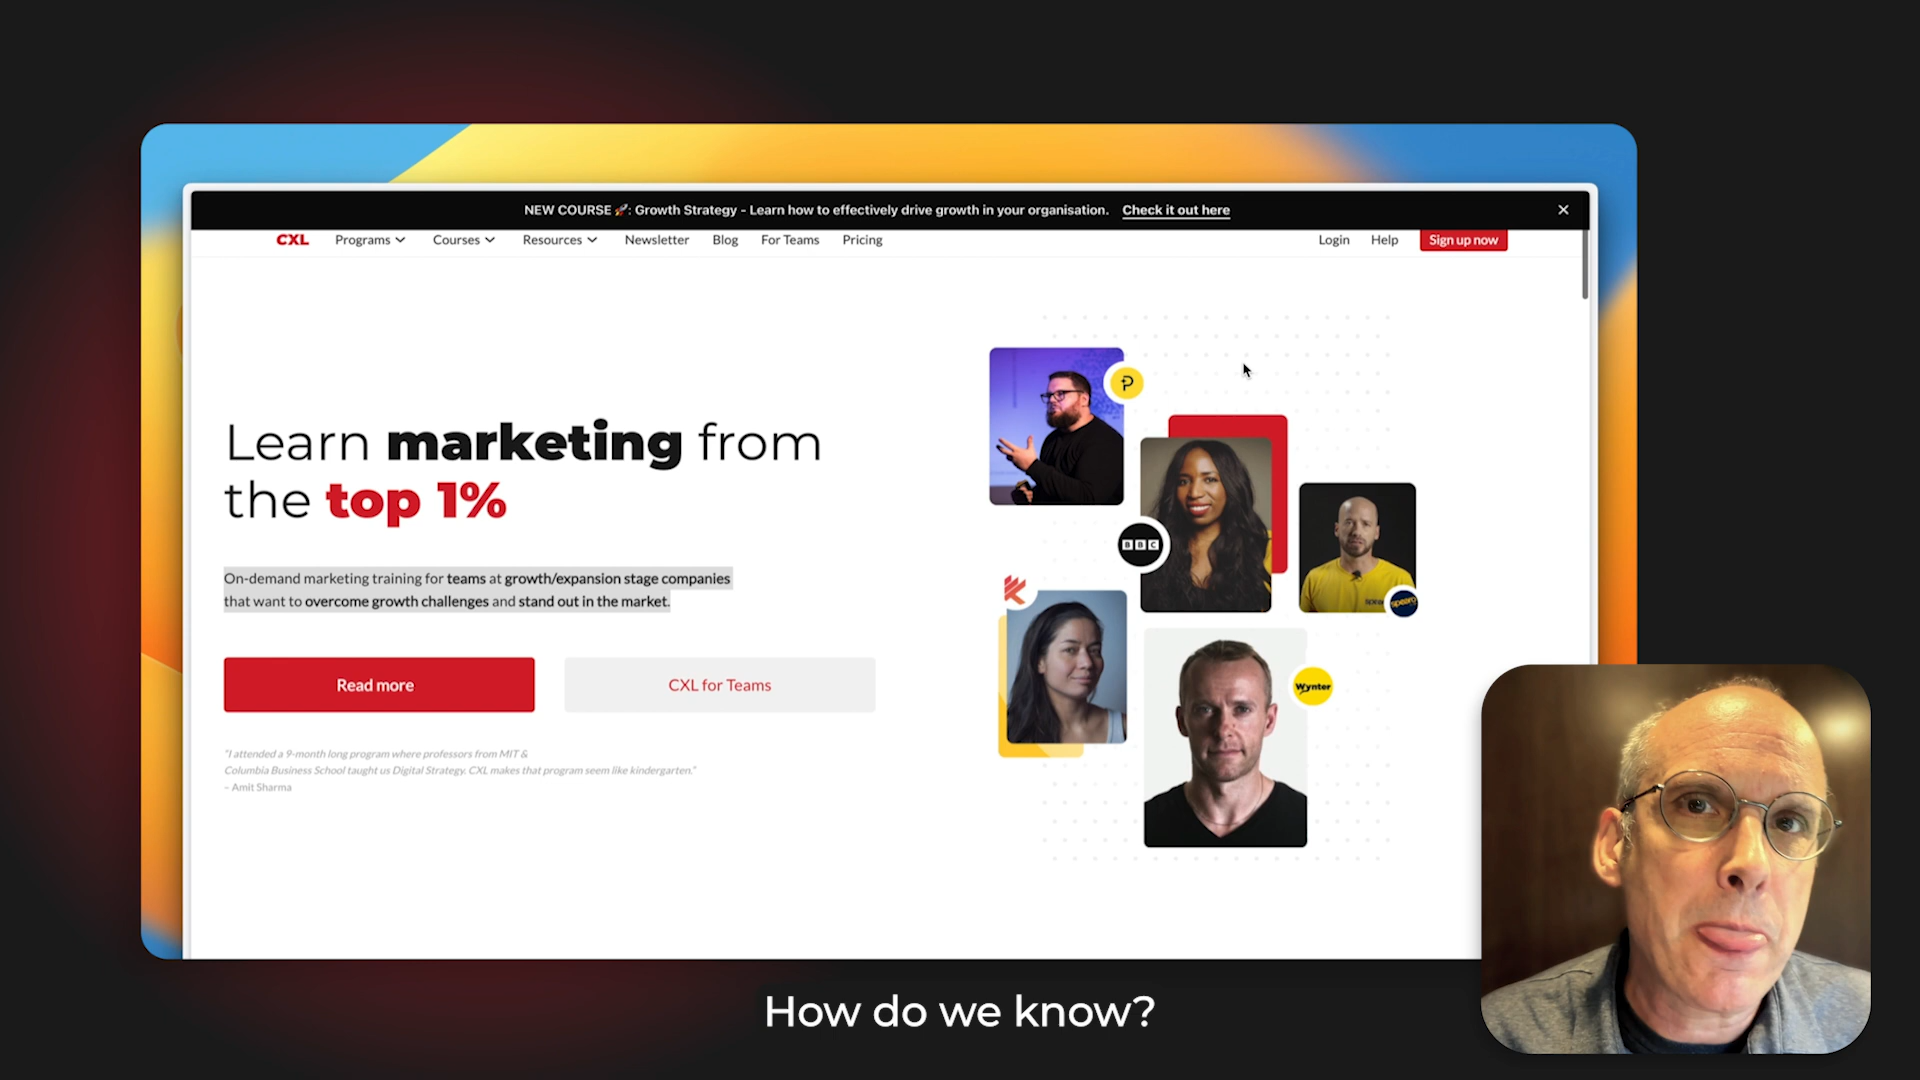 NEW COURSE 🚀: Growth Strategy - Learn how to effectively drive growth in your organisation. Check it out here
CXL Programs Courses Resources Newsletter Blog For Teams Pricing Login Help Sign up now
Learn marketing from
the top 1%
On-demand marketing training for teams at growth/expansion stage companies
that want to overcome growth challenges and stand out in the market.
Read more
CXL for Teams
"I attended a 9-month long program where professors from MIT &
Columbia Business School taught us Digital Strategy. CXL makes that program seem like kindergarten."
– Amit Sharma
BBC
Speero
Wynter
How do we know?